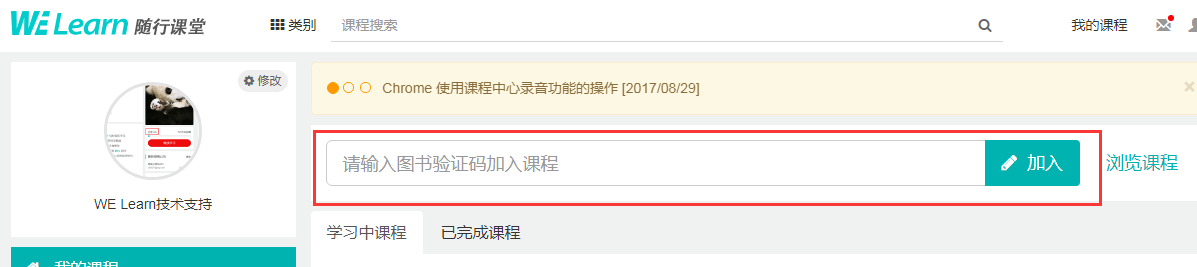 WE Learn 随行课堂
类别
课程搜索
我的课程
修改
WE Learn技术支持
我的课程
Chrome 使用课程中心录音功能的操作 [2017/08/29]
请输入图书验证码加入课程
加入
浏览课程
学习中课程
已完成课程